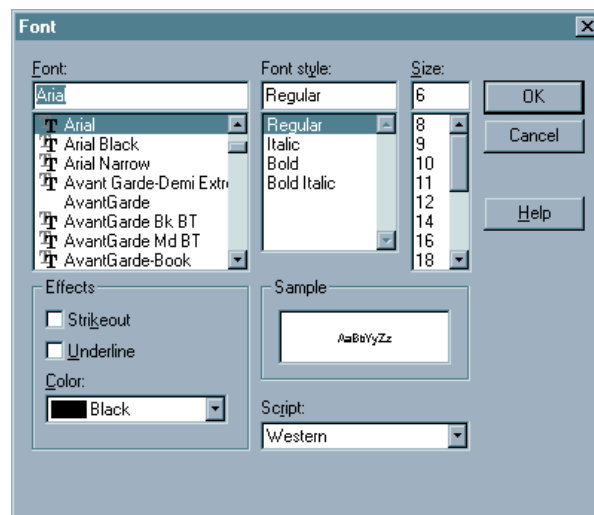 Font
Font:
Arial
Arial
Arial Black
Arial Narrow
Avant Garde-Demi Extr
AvantGarde
AvantGarde Bk BT
AvantGarde Md BT
AvantGarde-Book
Font style:
Regular
Regular
Italic
Bold
Bold Italic
Size:
6
8
9
10
11
12
14
16
18
OK
Cancel
Help
Effects
Strikeout
Underline
Color:
Black
Sample
AaBbYyZz
Script:
Western